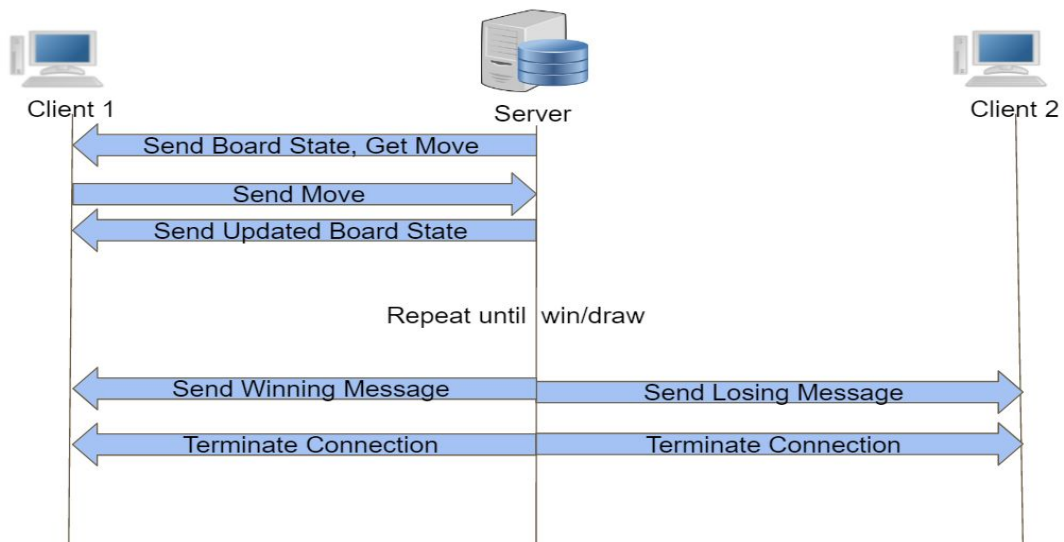 Client 1
Server
Client 2
Send Board State, Get Move
Send Move
Send Updated Board State
Repeat until win/draw
Send Winning Message
Send Losing Message
Terminate Connection
Terminate Connection